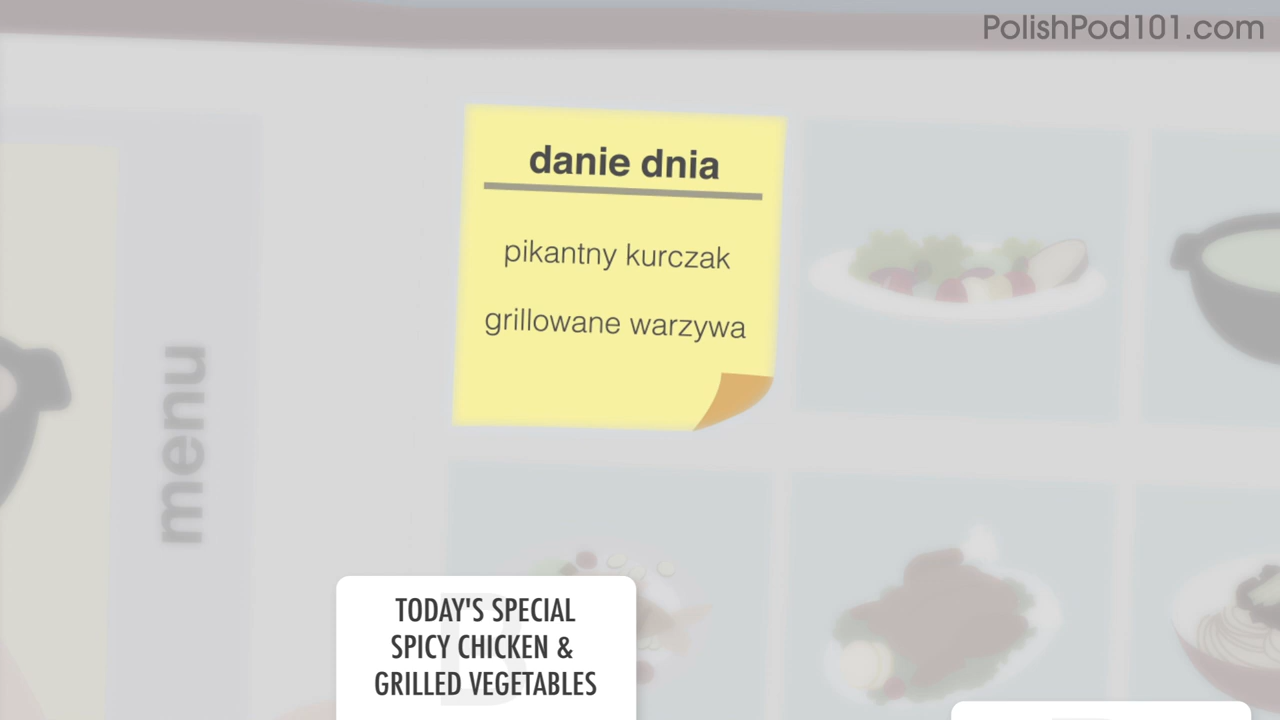 PolishPod101.com
danie dnia
pikantny kurczak
grillowane warzywa
menu
TODAY'S SPECIAL
SPICY CHICKEN &
GRILLED VEGETABLES